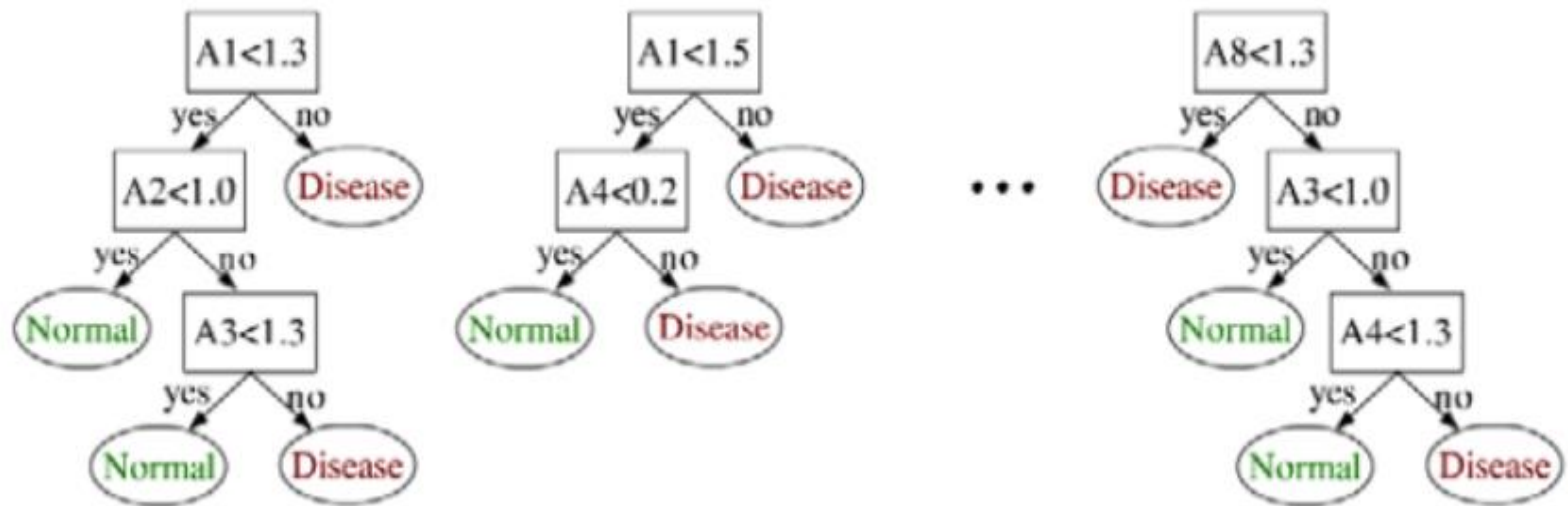 A1<1.3
yes no
A2<1.0
Disease
yes no
Normal
A3<1.3
yes no
Normal
Disease
A1<1.5
yes no
A4<0.2
Disease
yes no
Normal
Disease
...
A8<1.3
yes no
Disease
A3<1.0
yes no
Normal
A4<1.3
yes no
Normal
Disease